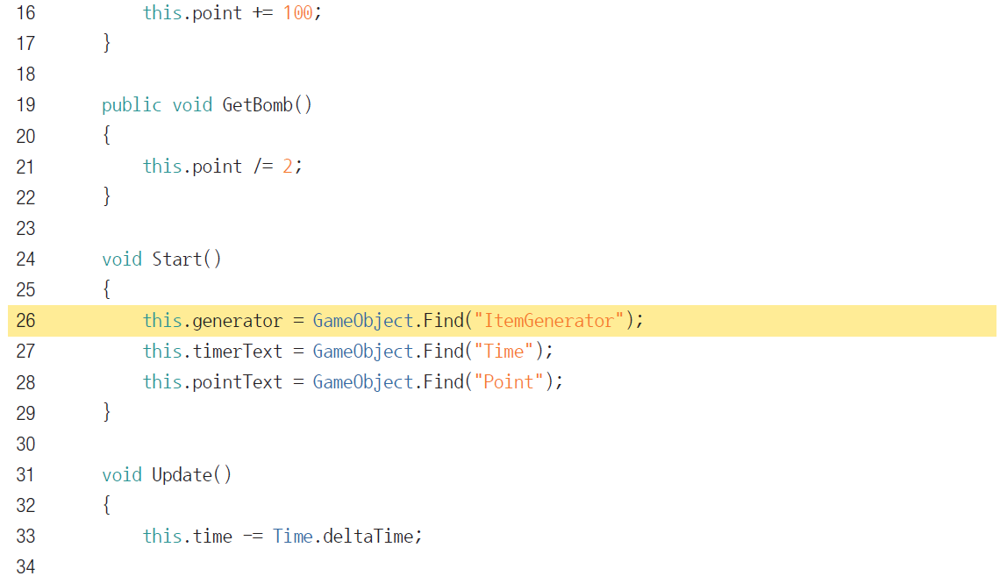 16 this.point += 100;
17 }
18
19 public void GetBomb()
20 {
21 this.point /= 2;
22 }
23
24 void Start()
25 {
26 this.generator = GameObject.Find("ItemGenerator");
27 this.timerText = GameObject.Find("Time");
28 this.pointText = GameObject.Find("Point");
29 }
30
31 void Update()
32 {
33 this.time -= Time.deltaTime;
34